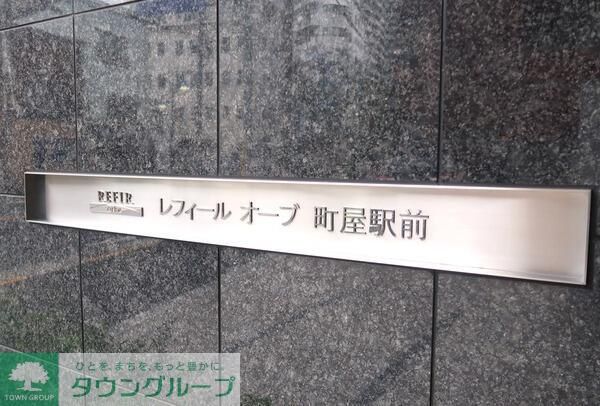 REFIR
レフィール オーブ 町屋駅前
ひとを、まちを、もっと豊かに。
タウングループ
TOWN GROUP